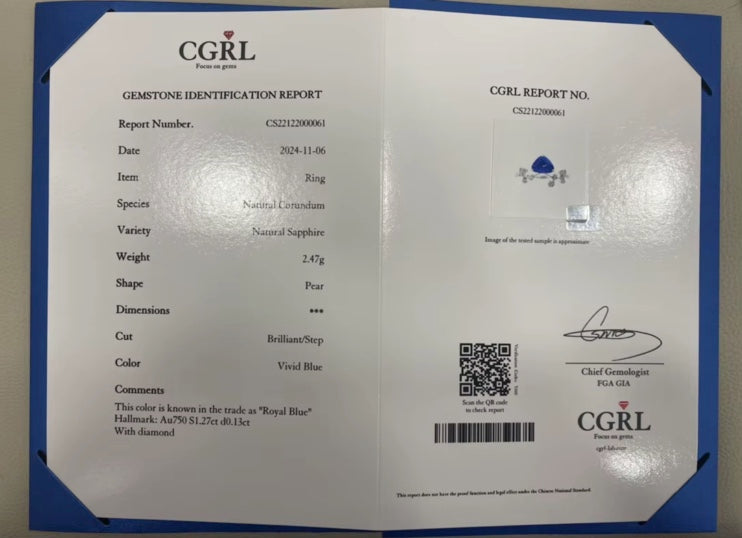 CGRL
Focus on gems
GEMSTONE IDENTIFICATION REPORT
Report Number. CS22122000061
Date 2024-11-06
Item Ring
Species Natural Corundum
Variety Natural Sapphire
Weight 2.47g
Shape Pear
Dimensions ***
Cut Brilliant/Step
Color Vivid Blue
Comments
This color is known in the trade as "Royal Blue"
Hallmark: Au750 S1.27ct d0.13ct
With diamond
CGRL REPORT NO.
CS22122000061
Image of the tested sample is approximate
Scan the QR code
to check report
Chief Gemologist
FGA GIA
CGRL
Focus on gems
cgrl-lab.com
This report does not have the proof function and legal effect under the Chinese National Standard.